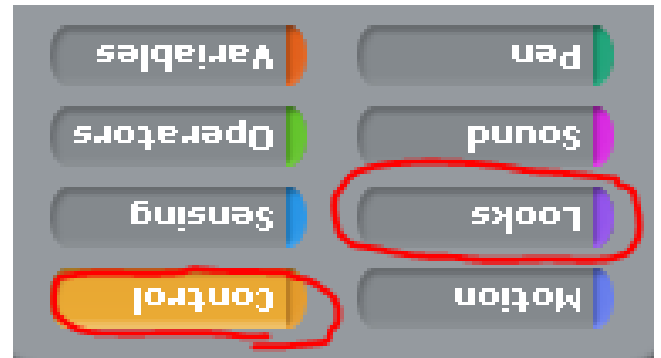 Motion Control
Looks Sensing
Sound Operators
Pen Variables